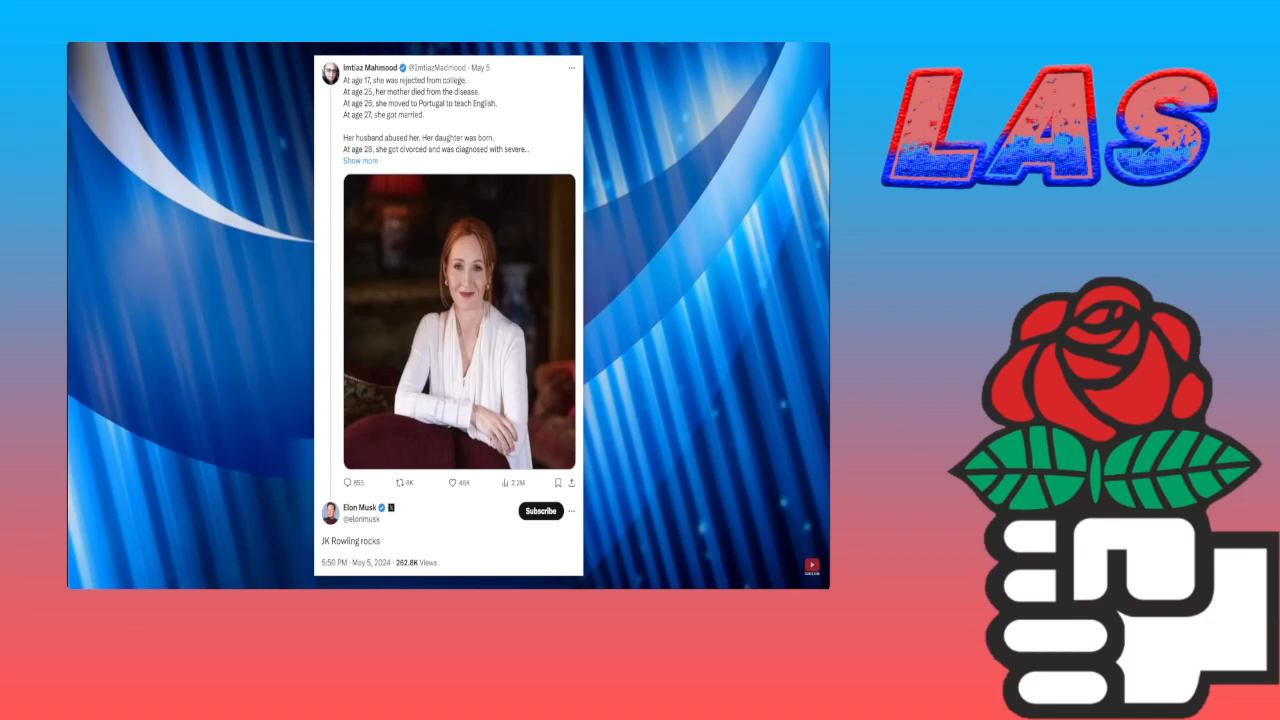 Imtiaz Mahmood @ImtiazMadmood · May 5
At age 17, she was rejected from college.
At age 25, her mother died from the disease.
At age 26, she moved to Portugal to teach English.
At age 27, she got married.
Her husband abused her. Her daughter was born.
At age 28, she got divorced and was diagnosed with severe...
Show more
855 8K 46K 2.2M
Elon Musk X
@elonmusk
Subscribe
JK Rowling rocks
5:50 PM · May 5, 2024 · 262.8K Views
LAS